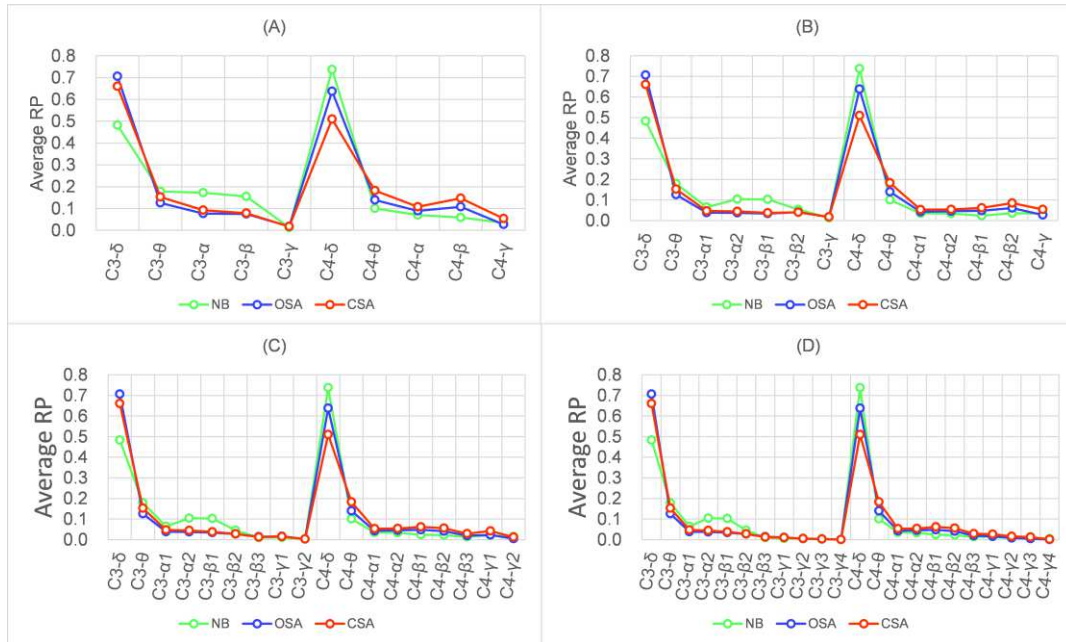 (A)
Average RP
0.8
0.7
0.6
0.5
0.4
0.3
0.2
0.1
0.0
C3-δ
C3-θ
C3-α
C3-β
C3-γ
C4-δ
C4-θ
C4-α
C4-β
C4-γ
NB OSA CSA
(B)
Average RP
0.8
0.7
0.6
0.5
0.4
0.3
0.2
0.1
0.0
C3-δ
C3-θ
C3-α1
C3-α2
C3-β1
C3-β2
C3-γ
C4-δ
C4-θ
C4-α1
C4-α2
C4-β1
C4-β2
C4-γ
NB OSA CSA
(C)
Average RP
0.8
0.7
0.6
0.5
0.4
0.3
0.2
0.1
0.0
C3-δ
C3-θ
C3-α1
C3-α2
C3-β1
C3-β2
C3-β3
C3-γ1
C3-γ2
C4-δ
C4-θ
C4-α1
C4-α2
C4-β1
C4-β2
C4-β3
C4-γ1
C4-γ2
NB OSA CSA
(D)
Average RP
0.8
0.7
0.6
0.5
0.4
0.3
0.2
0.1
0.0
C3-δ
C3-θ
C3-α1
C3-α2
C3-β1
C3-β2
C3-β3
C3-γ1
C3-γ2
C3-γ3
C3-γ4
C4-δ
C4-θ
C4-α1
C4-α2
C4-β1
C4-β2
C4-β3
C4-γ1
C4-γ2
C4-γ3
C4-γ4
NB OSA CSA